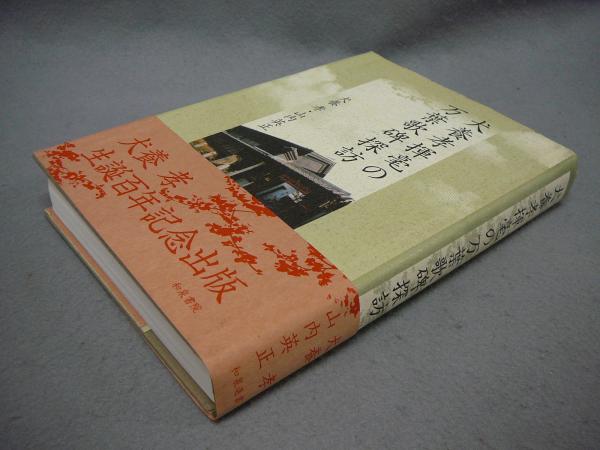 犬養孝揮毫の
万葉歌碑探訪
犬養孝・山内英正
犬養孝
生誕百年記念出版
和泉書院
犬養孝揮毫の万葉歌碑探訪
犬養孝
山内英正
和泉書院